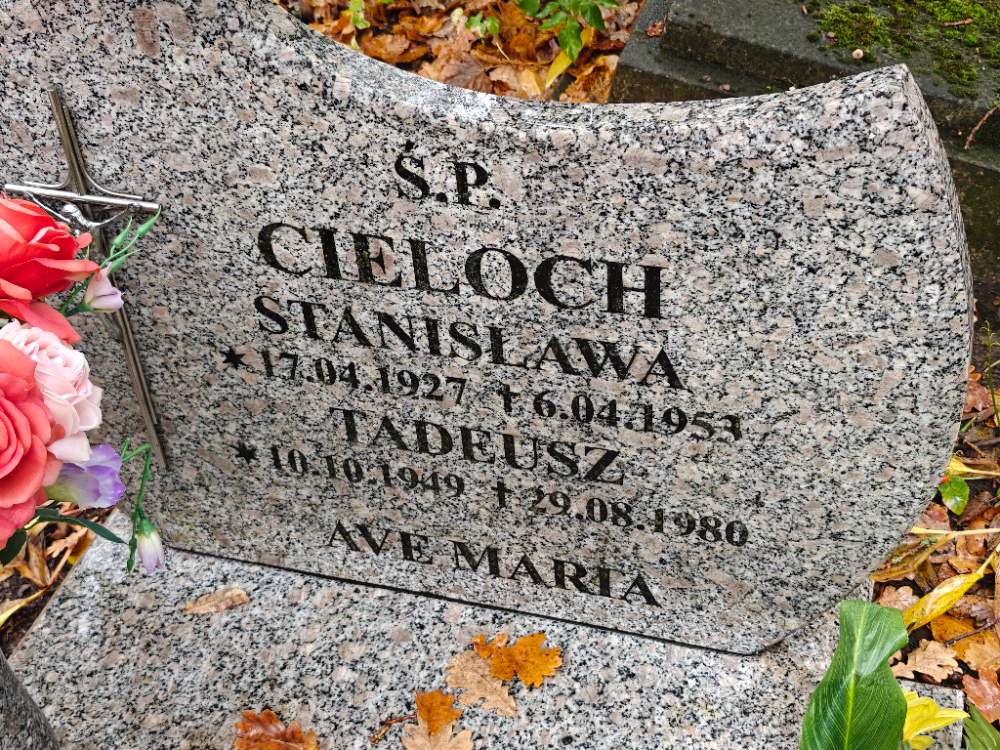 Ś.P.
CIELOCH
STANISŁAWA
★17.04.1927 †6.04.1953
TADEUSZ
★10.10.1949 †29.08.1980
AVE MARIA